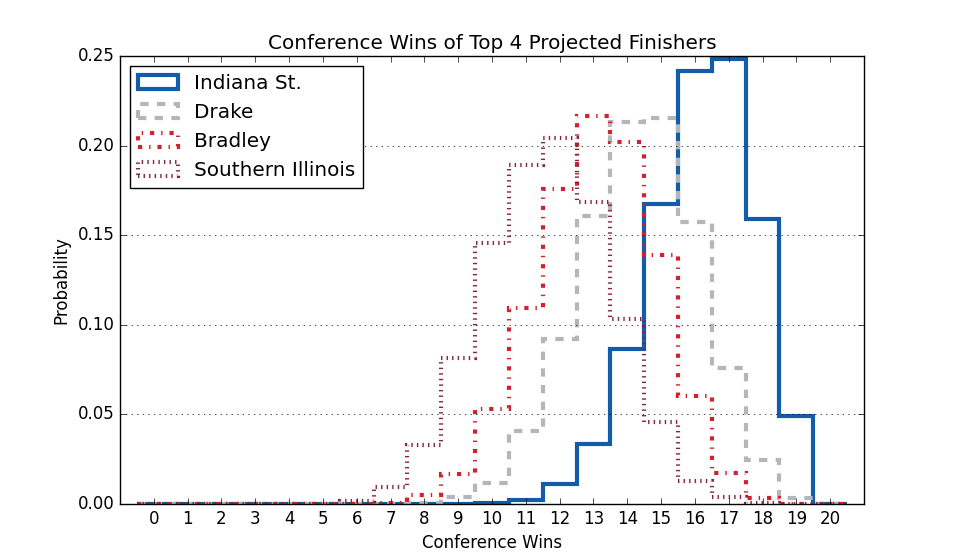 Conference Wins of Top 4 Projected Finishers
0.25
0.20
0.15
0.10
0.05
0.00
Probability
Indiana St.
Drake
Bradley
Southern Illinois
0 1 2 3 4 5 6 7 8 9 10 11 12 13 14 15 16 17 18 19 20
Conference Wins